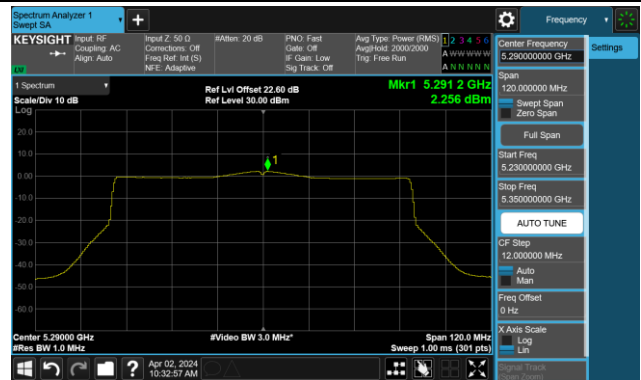 Spectrum Analyzer 1
Swept SA
Frequency
KEYSIGHT
Input: RF
Coupling: AC
Align: Auto
Input Z: 50 Ω
Corrections: Off
Freq Ref: Int (S)
NFE: Adaptive
#Atten: 20 dB
PNO: Fast
Gate: Off
IF Gain: Low
Sig Track: Off
Avg Type: Power (RMS)
Avg|Hold: 2000/2000
Trig: Free Run
1 2 3 4 5 6
A W W W W W
A N N N N N
Center Frequency
5.290000000 GHz
Settings
Span
120.000000 MHz
Swept Span
Zero Span
Full Span
Start Freq
5.230000000 GHz
Stop Freq
5.350000000 GHz
AUTO TUNE
CF Step
12.000000 MHz
Auto
Man
Freq Offset
0 Hz
X Axis Scale
Log
Lin
Signal Track
(Span Zoom)
1 Spectrum
Scale/Div 10 dB
Ref Lvl Offset 22.60 dB
Ref Level 30.00 dBm
Mkr1 5.291 2 GHz
2.256 dBm
Log
20.0
10.0
0.00
-10.0
-20.0
-30.0
-40.0
-50.0
-60.0
1
Center 5.29000 GHz
#Res BW 1.0 MHz
#Video BW 3.0 MHz*
Span 120.0 MHz
Sweep 1.00 ms (301 pts)
Apr 02, 2024
10:32:57 AM